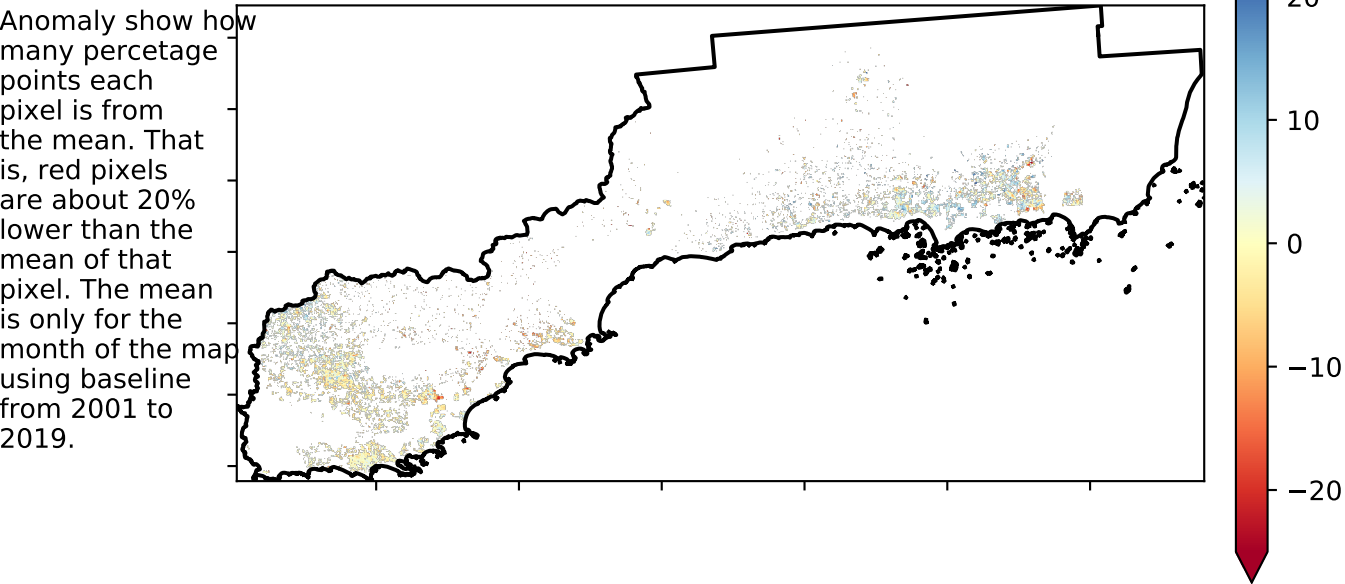 Anomaly show how
many percetage
points each
pixel is from
the mean. That
is, red pixels
are about 20%
lower than the
mean of that
pixel. The mean
is only for the
month of the map
using baseline
from 2001 to
2019.
20
10
0
−10
−20